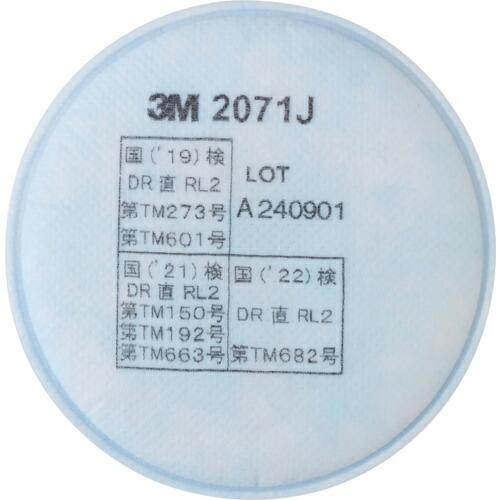 3M 2071J
国('19)検
DR 直 RL2
第TM273号
第TM601号
LOT
A240901
国('21)検
DR 直 RL2
第TM150号
第TM192号
第TM663号
国('22)検
DR 直 RL2
第TM682号